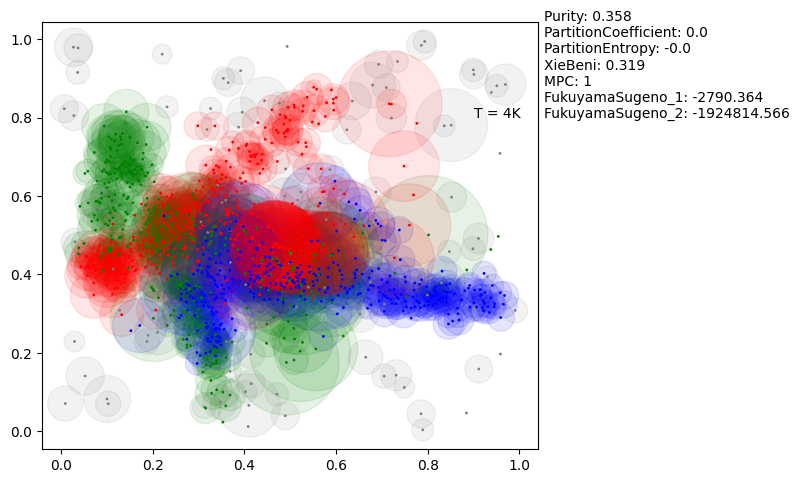 Purity: 0.358
PartitionCoefficient: 0.0
PartitionEntropy: -0.0
XieBeni: 0.319
MPC: 1
FukuyamaSugeno_1: -2790.364
FukuyamaSugeno_2: -1924814.566
T = 4K
1.0
0.8
0.6
0.4
0.2
0.0
0.0 0.2 0.4 0.6 0.8 1.0